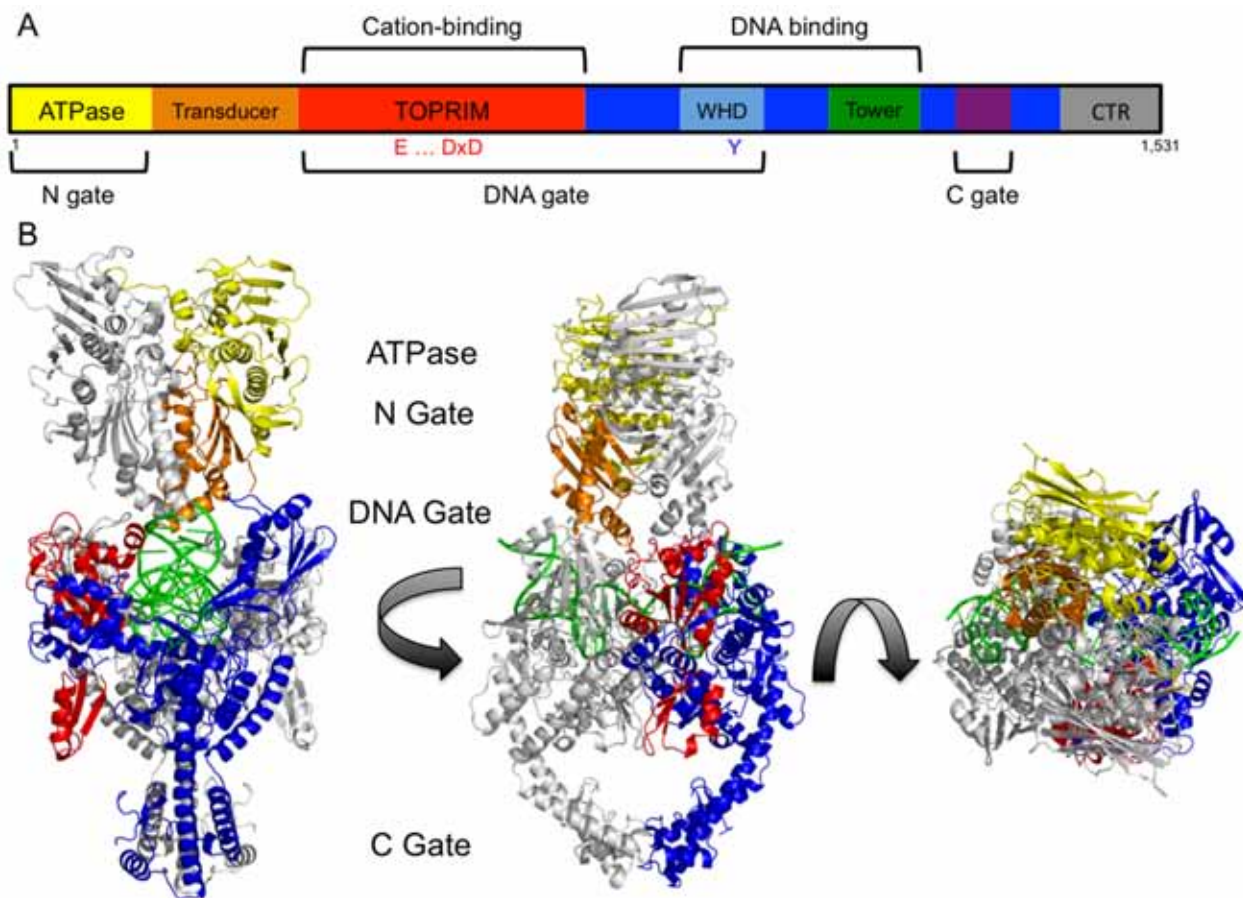 A
Cation-binding DNA binding
ATPase Transducer TOPRIM WHD Tower CTR
1 E ... DxD Y 1,531
N gate DNA gate C gate
B
ATPase
N Gate
DNA Gate
C Gate